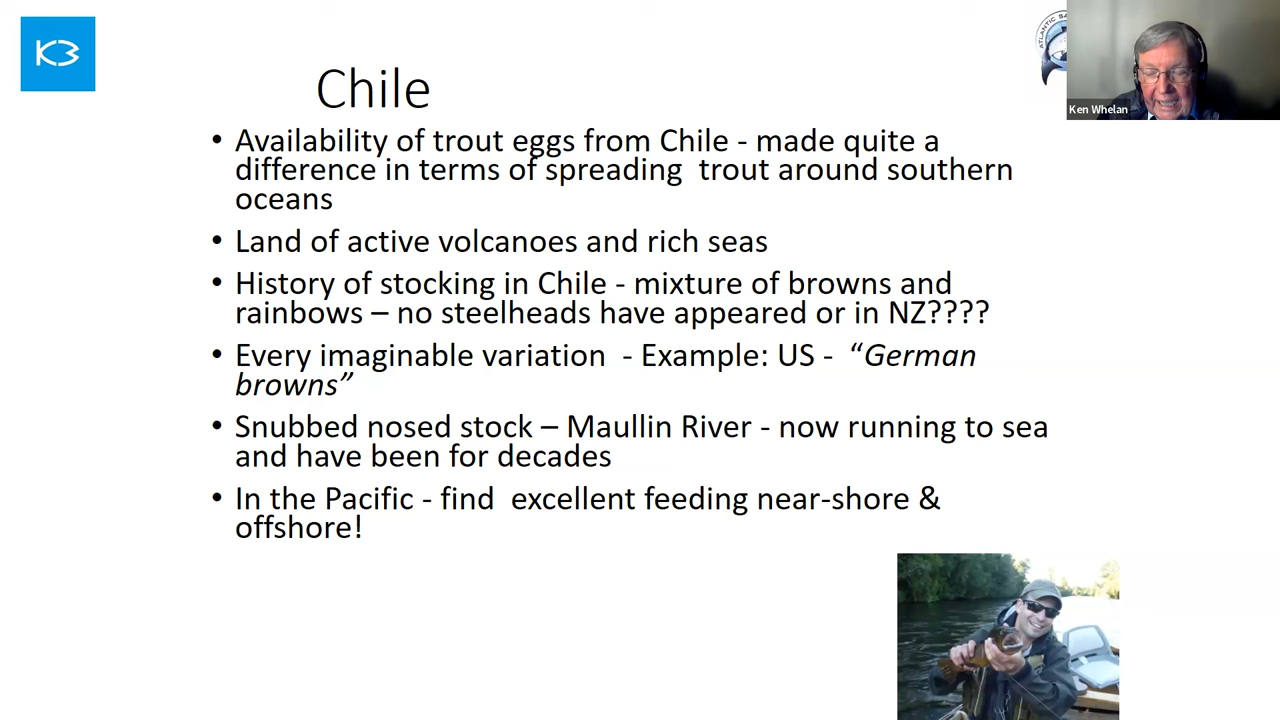 K3
ATLANTIC
Ken Whelan
Chile
• Availability of trout eggs from Chile - made quite a
difference in terms of spreading  trout around southern
oceans
• Land of active volcanoes and rich seas
• History of stocking in Chile - mixture of browns and
rainbows – no steelheads have appeared or in NZ????
• Every imaginable variation  - Example: US -  “German
browns”
• Snubbed nosed stock – Maullin River - now running to sea
and have been for decades
• In the Pacific - find  excellent feeding near-shore &
offshore!